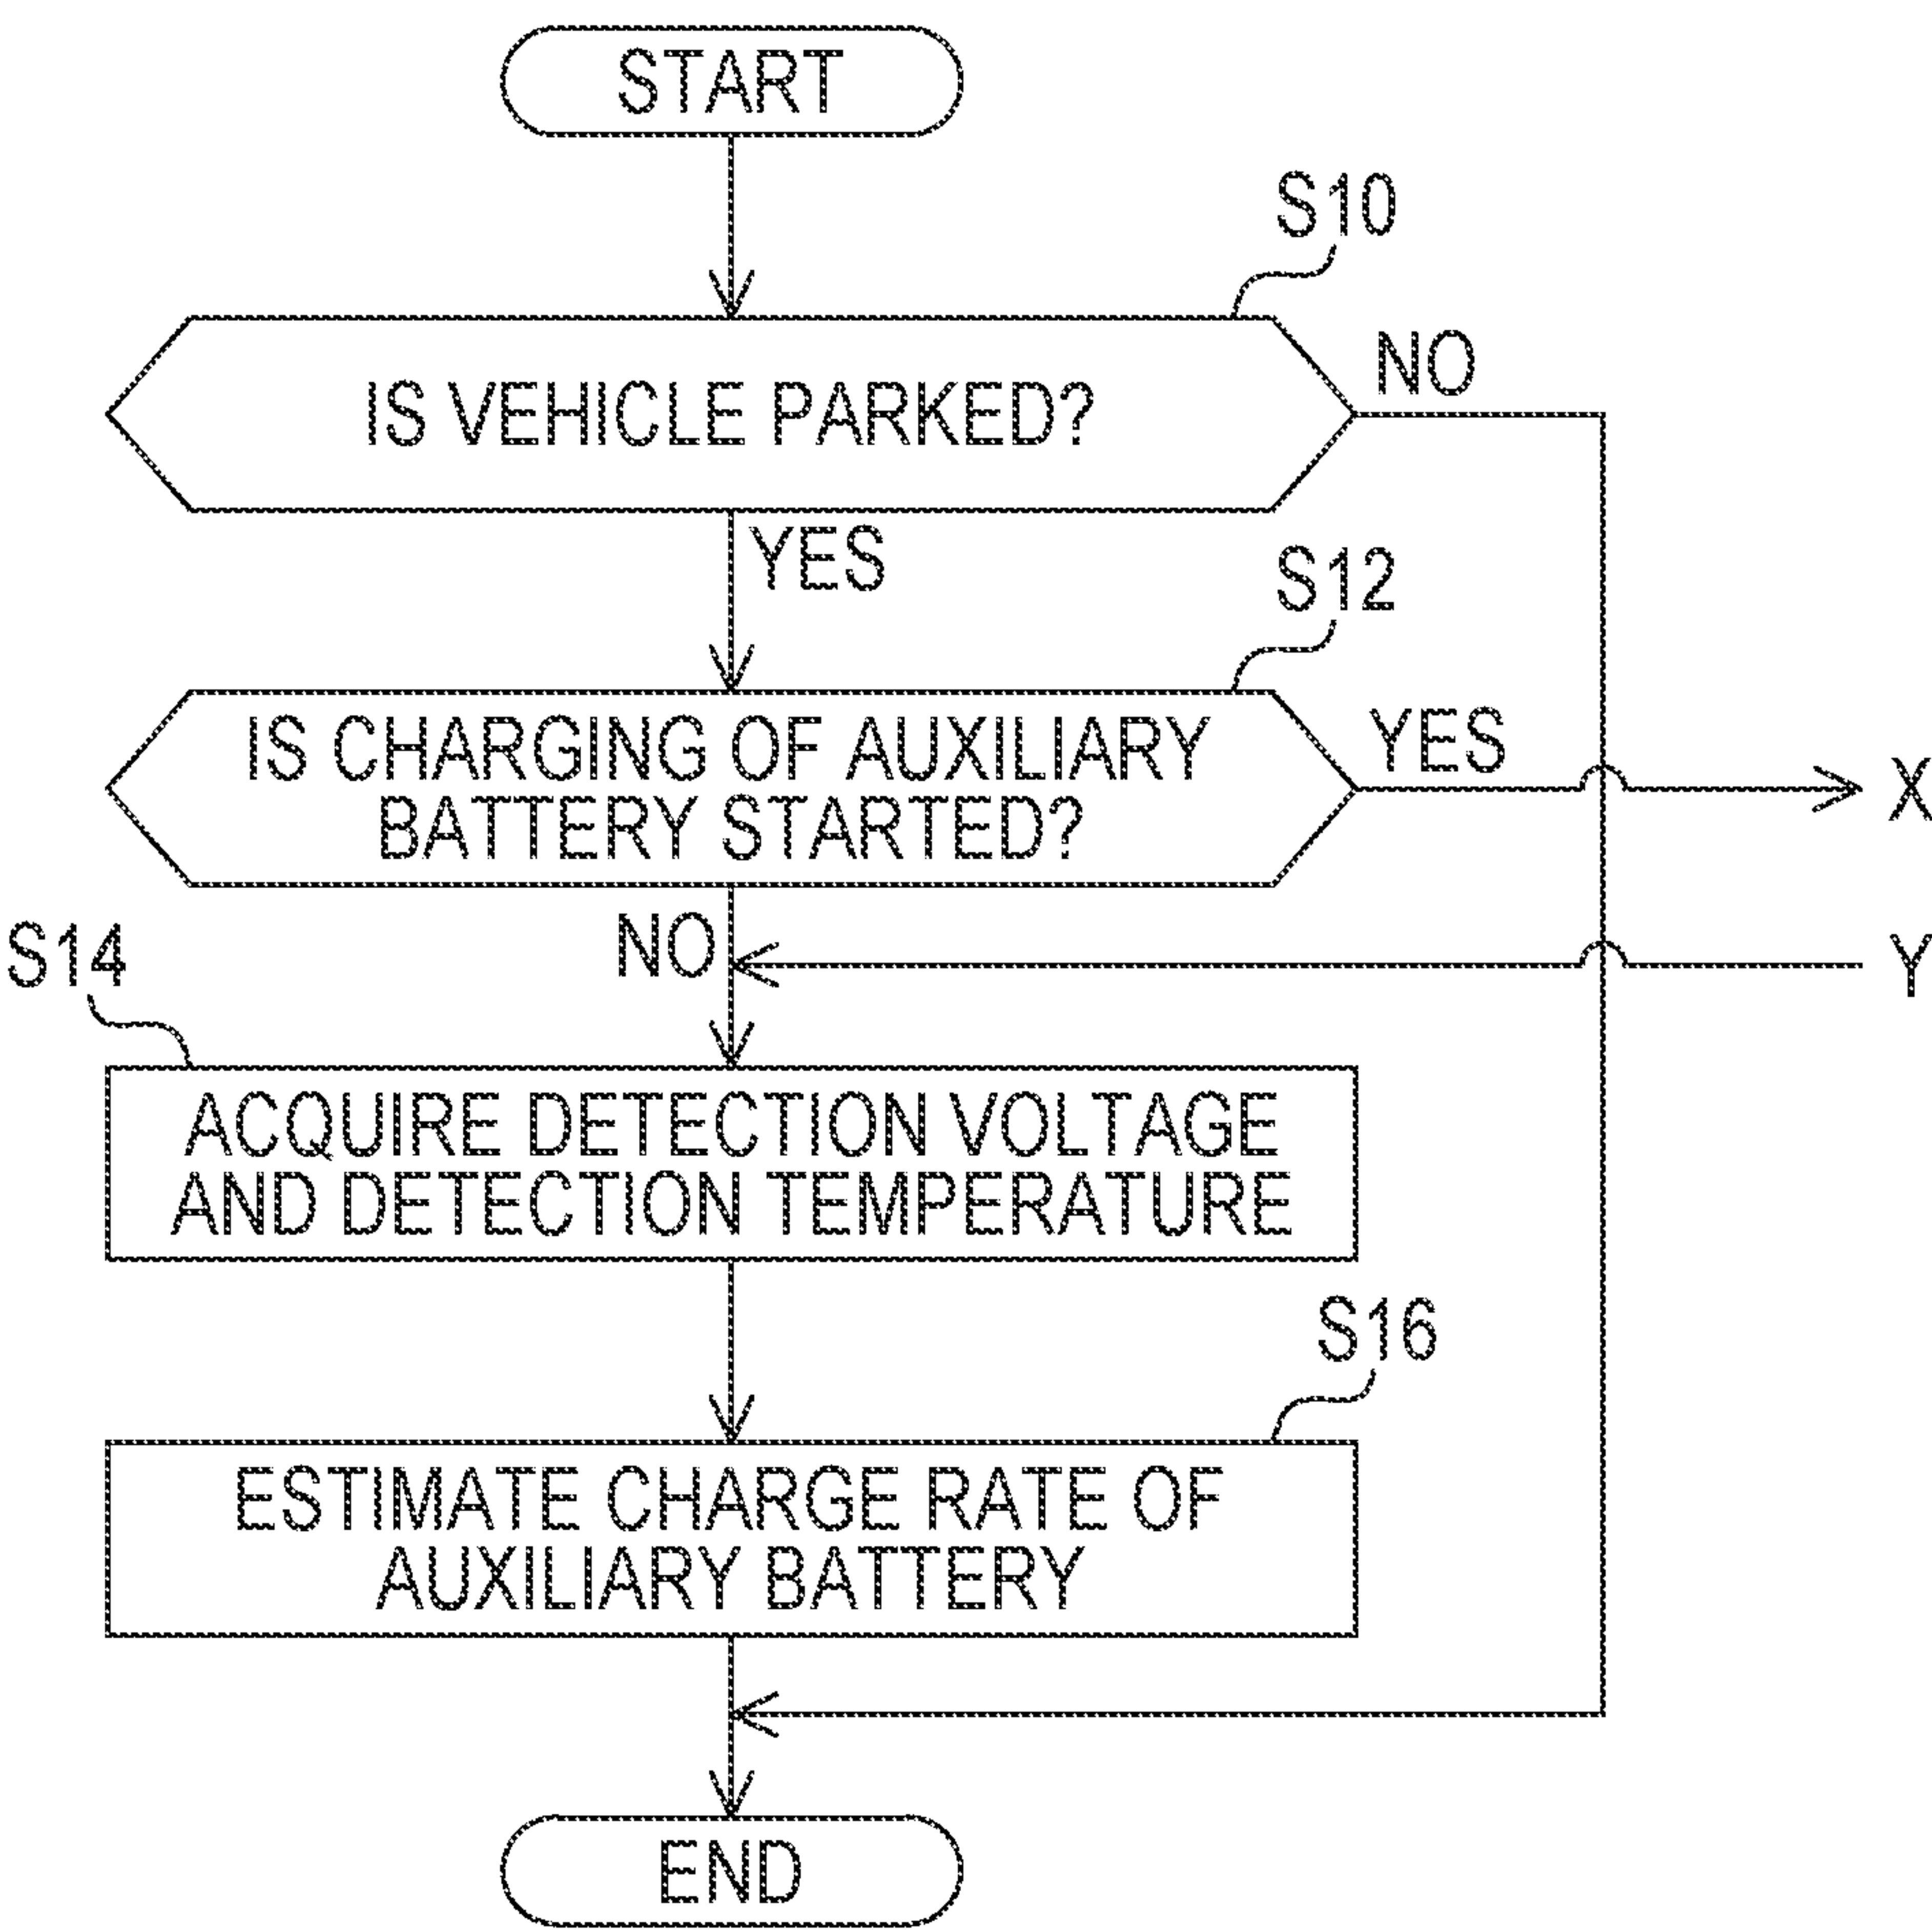 START
S10
IS VEHICLE PARKED?
NO
YES
S12
IS CHARGING OF AUXILIARY
BATTERY STARTED?
YES
X
NO
Y
S14
ACQUIRE DETECTION VOLTAGE
AND DETECTION TEMPERATURE
S16
ESTIMATE CHARGE RATE OF
AUXILIARY BATTERY
END